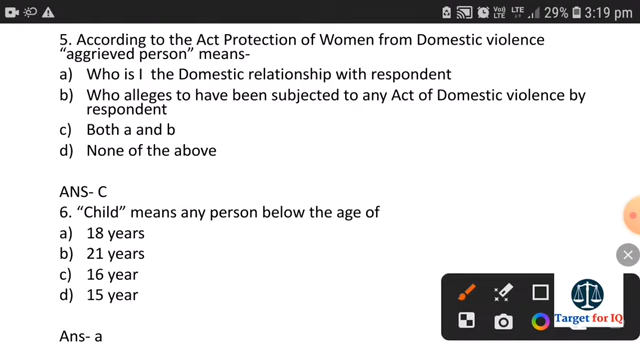 Vo) LTE LTE 29% 3:19 pm
5. According to the Act Protection of Women from Domestic violence
“aggrieved person” means-
a) Who is I the Domestic relationship with respondent
b) Who alleges to have been subjected to any Act of Domestic violence by
respondent
c) Both a and b
d) None of the above
ANS- C
6. “Child” means any person below the age of
a) 18 years
b) 21 years
c) 16 year
d) 15 year
Ans- a
Target for IQ